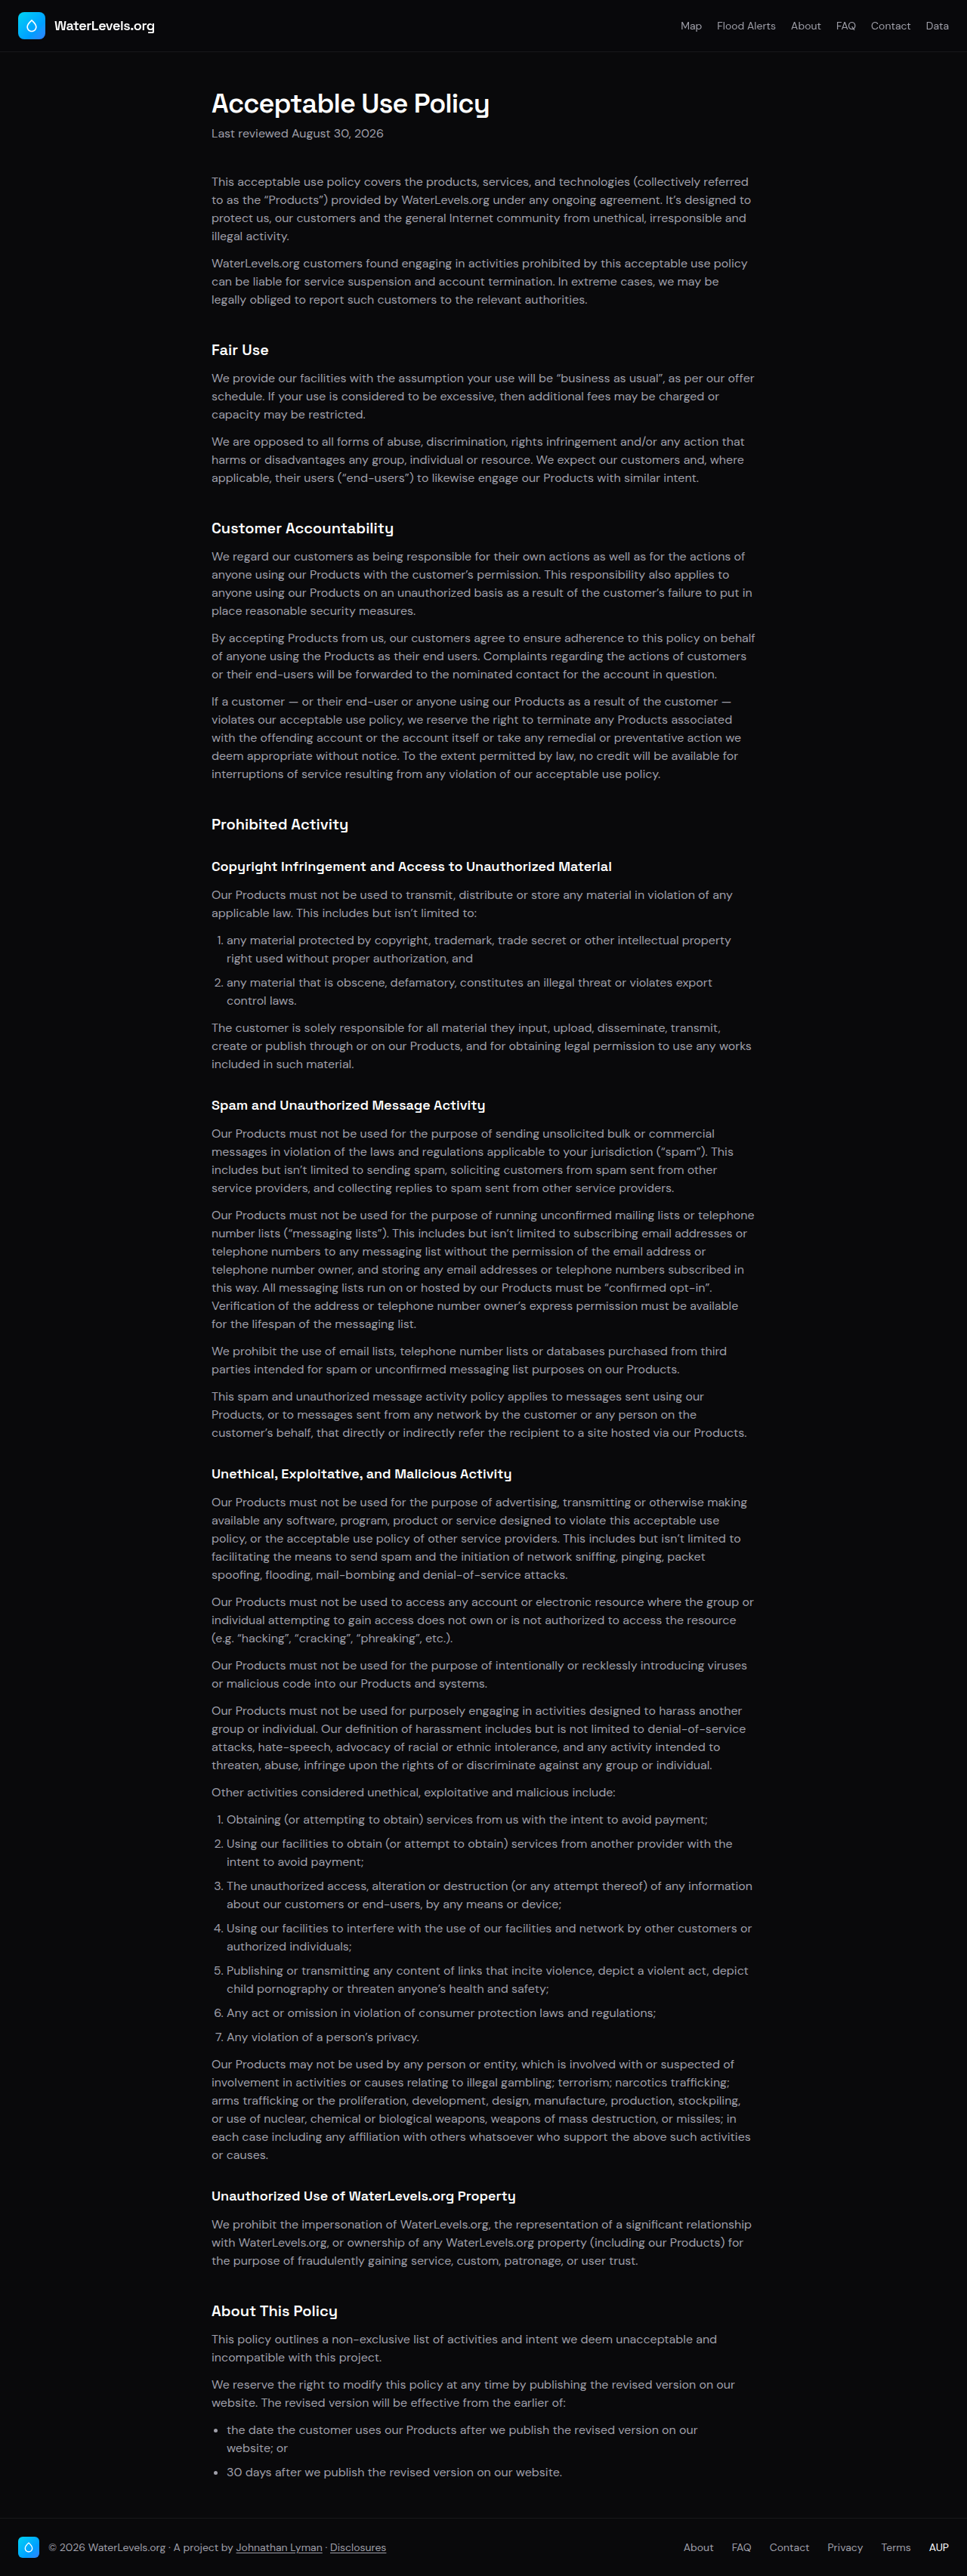 WaterLevels.org
Map Flood Alerts About FAQ Contact Data
Acceptable Use Policy
Last reviewed August 30, 2026
This acceptable use policy covers the products, services, and technologies (collectively referred
to as the “Products”) provided by WaterLevels.org under any ongoing agreement. It’s designed to
protect us, our customers and the general Internet community from unethical, irresponsible and
illegal activity.
WaterLevels.org customers found engaging in activities prohibited by this acceptable use policy
can be liable for service suspension and account termination. In extreme cases, we may be
legally obliged to report such customers to the relevant authorities.
Fair Use
We provide our facilities with the assumption your use will be “business as usual”, as per our offer
schedule. If your use is considered to be excessive, then additional fees may be charged or
capacity may be restricted.
We are opposed to all forms of abuse, discrimination, rights infringement and/or any action that
harms or disadvantages any group, individual or resource. We expect our customers and, where
applicable, their users (“end-users”) to likewise engage our Products with similar intent.
Customer Accountability
We regard our customers as being responsible for their own actions as well as for the actions of
anyone using our Products with the customer’s permission. This responsibility also applies to
anyone using our Products on an unauthorized basis as a result of the customer’s failure to put in
place reasonable security measures.
By accepting Products from us, our customers agree to ensure adherence to this policy on behalf
of anyone using the Products as their end users. Complaints regarding the actions of customers
or their end-users will be forwarded to the nominated contact for the account in question.
If a customer — or their end-user or anyone using our Products as a result of the customer —
violates our acceptable use policy, we reserve the right to terminate any Products associated
with the offending account or the account itself or take any remedial or preventative action we
deem appropriate without notice. To the extent permitted by law, no credit will be available for
interruptions of service resulting from any violation of our acceptable use policy.
Prohibited Activity
Copyright Infringement and Access to Unauthorized Material
Our Products must not be used to transmit, distribute or store any material in violation of any
applicable law. This includes but isn’t limited to:
1. any material protected by copyright, trademark, trade secret or other intellectual property
right used without proper authorization, and
2. any material that is obscene, defamatory, constitutes an illegal threat or violates export
control laws.
The customer is solely responsible for all material they input, upload, disseminate, transmit,
create or publish through or on our Products, and for obtaining legal permission to use any works
included in such material.
Spam and Unauthorized Message Activity
Our Products must not be used for the purpose of sending unsolicited bulk or commercial
messages in violation of the laws and regulations applicable to your jurisdiction (“spam”). This
includes but isn’t limited to sending spam, soliciting customers from spam sent from other
service providers, and collecting replies to spam sent from other service providers.
Our Products must not be used for the purpose of running unconfirmed mailing lists or telephone
number lists (“messaging lists”). This includes but isn’t limited to subscribing email addresses or
telephone numbers to any messaging list without the permission of the email address or
telephone number owner, and storing any email addresses or telephone numbers subscribed in
this way. All messaging lists run on or hosted by our Products must be “confirmed opt-in”.
Verification of the address or telephone number owner’s express permission must be available
for the lifespan of the messaging list.
We prohibit the use of email lists, telephone number lists or databases purchased from third
parties intended for spam or unconfirmed messaging list purposes on our Products.
This spam and unauthorized message activity policy applies to messages sent using our
Products, or to messages sent from any network by the customer or any person on the
customer’s behalf, that directly or indirectly refer the recipient to a site hosted via our Products.
Unethical, Exploitative, and Malicious Activity
Our Products must not be used for the purpose of advertising, transmitting or otherwise making
available any software, program, product or service designed to violate this acceptable use
policy, or the acceptable use policy of other service providers. This includes but isn’t limited to
facilitating the means to send spam and the initiation of network sniffing, pinging, packet
spoofing, flooding, mail-bombing and denial-of-service attacks.
Our Products must not be used to access any account or electronic resource where the group or
individual attempting to gain access does not own or is not authorized to access the resource
(e.g. “hacking”, “cracking”, “phreaking”, etc.).
Our Products must not be used for the purpose of intentionally or recklessly introducing viruses
or malicious code into our Products and systems.
Our Products must not be used for purposely engaging in activities designed to harass another
group or individual. Our definition of harassment includes but is not limited to denial-of-service
attacks, hate-speech, advocacy of racial or ethnic intolerance, and any activity intended to
threaten, abuse, infringe upon the rights of or discriminate against any group or individual.
Other activities considered unethical, exploitative and malicious include:
1. Obtaining (or attempting to obtain) services from us with the intent to avoid payment;
2. Using our facilities to obtain (or attempt to obtain) services from another provider with the
intent to avoid payment;
3. The unauthorized access, alteration or destruction (or any attempt thereof) of any information
about our customers or end-users, by any means or device;
4. Using our facilities to interfere with the use of our facilities and network by other customers or
authorized individuals;
5. Publishing or transmitting any content of links that incite violence, depict a violent act, depict
child pornography or threaten anyone’s health and safety;
6. Any act or omission in violation of consumer protection laws and regulations;
7. Any violation of a person’s privacy.
Our Products may not be used by any person or entity, which is involved with or suspected of
involvement in activities or causes relating to illegal gambling; terrorism; narcotics trafficking;
arms trafficking or the proliferation, development, design, manufacture, production, stockpiling,
or use of nuclear, chemical or biological weapons, weapons of mass destruction, or missiles; in
each case including any affiliation with others whatsoever who support the above such activities
or causes.
Unauthorized Use of WaterLevels.org Property
We prohibit the impersonation of WaterLevels.org, the representation of a significant relationship
with WaterLevels.org, or ownership of any WaterLevels.org property (including our Products) for
the purpose of fraudulently gaining service, custom, patronage, or user trust.
About This Policy
This policy outlines a non-exclusive list of activities and intent we deem unacceptable and
incompatible with this project.
We reserve the right to modify this policy at any time by publishing the revised version on our
website. The revised version will be effective from the earlier of:
• the date the customer uses our Products after we publish the revised version on our
website; or
• 30 days after we publish the revised version on our website.
© 2026 WaterLevels.org · A project by Johnathan Lyman · Disclosures
About FAQ Contact Privacy Terms AUP